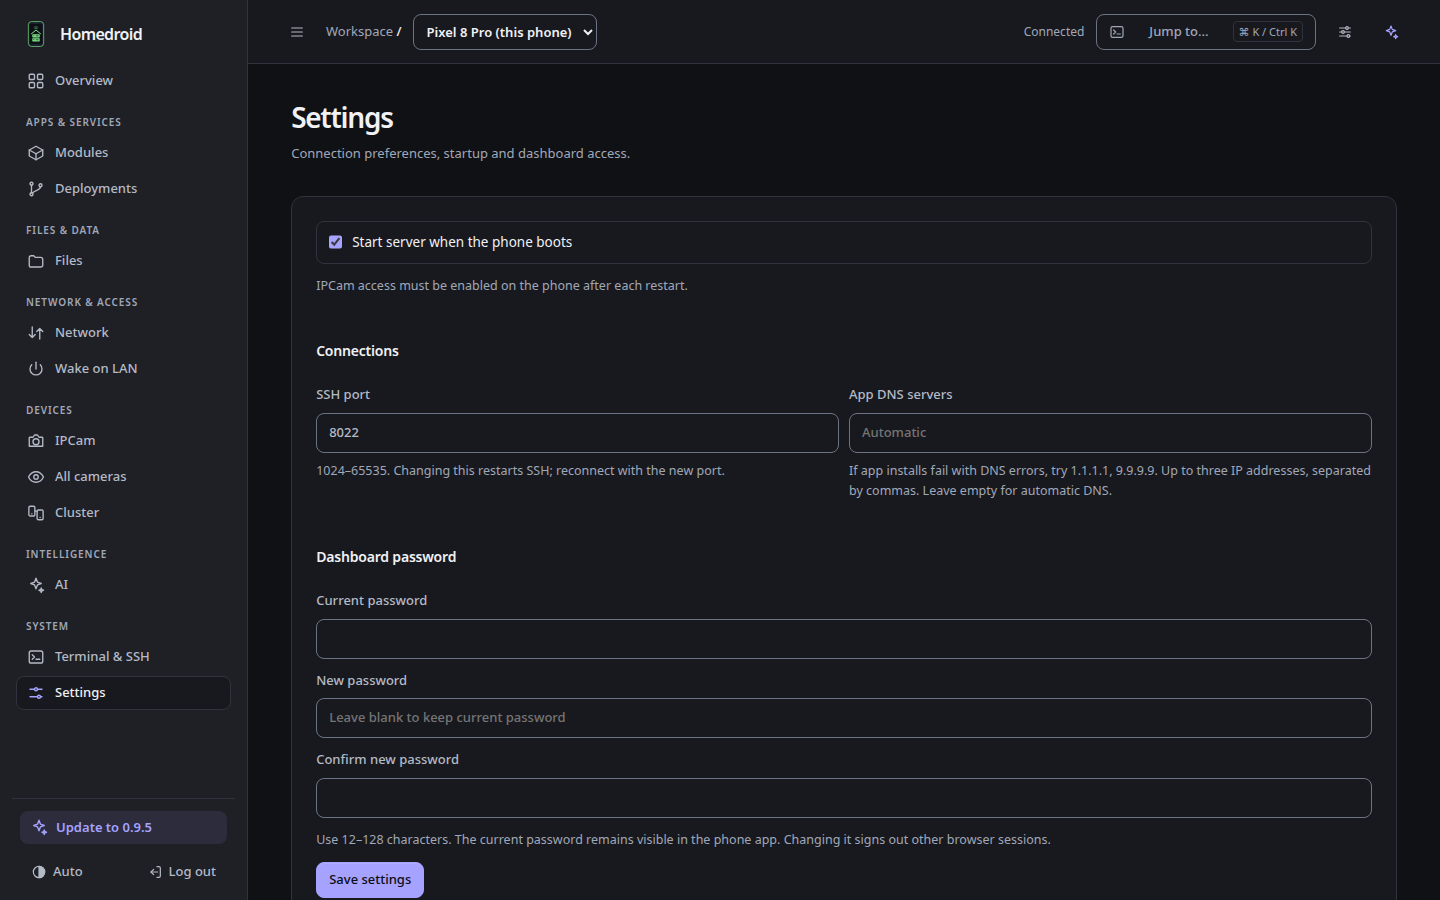 Homedroid
Overview
APPS & SERVICES
Modules
Deployments
FILES & DATA
Files
NETWORK & ACCESS
Network
Wake on LAN
DEVICES
IPCam
All cameras
Cluster
INTELLIGENCE
AI
SYSTEM
Terminal & SSH
Settings
Update to 0.9.5
Auto
Log out
Workspace /
Pixel 8 Pro (this phone)
Connected
Jump to...
⌘ K / Ctrl K
Settings
Connection preferences, startup and dashboard access.
Start server when the phone boots
IPCam access must be enabled on the phone after each restart.
Connections
SSH port
8022
1024–65535. Changing this restarts SSH; reconnect with the new port.
App DNS servers
Automatic
If app installs fail with DNS errors, try 1.1.1.1, 9.9.9.9. Up to three IP addresses, separated
by commas. Leave empty for automatic DNS.
Dashboard password
Current password
New password
Leave blank to keep current password
Confirm new password
Use 12–128 characters. The current password remains visible in the phone app. Changing it signs out other browser sessions.
Save settings